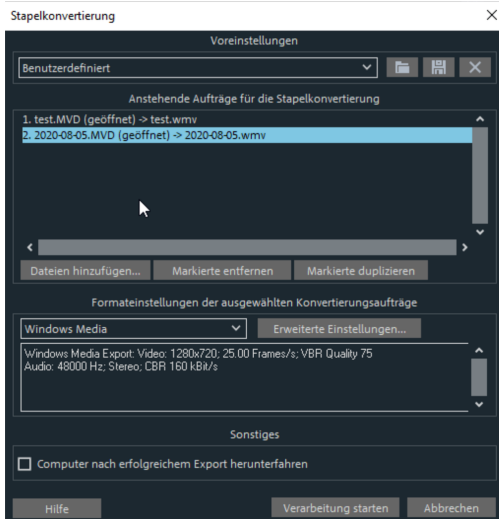 Stapelkonvertierung
Voreinstellungen
Benutzerdefiniert
Anstehende Aufträge für die Stapelkonvertierung
1. test.MVD (geöffnet) -> test.wmv
2. 2020-08-05.MVD (geöffnet) -> 2020-08-05.wmv
Dateien hinzufügen... Markierte entfernen Markierte duplizieren
Formateinstellungen der ausgewählten Konvertierungsaufträge
Windows Media Erweiterte Einstellungen...
Windows Media Export: Video: 1280x720; 25.00 Frames/s; VBR Quality 75
Audio: 48000 Hz; Stereo; CBR 160 kBit/s
Sonstiges
Computer nach erfolgreichem Export herunterfahren
Hilfe Verarbeitung starten Abbrechen